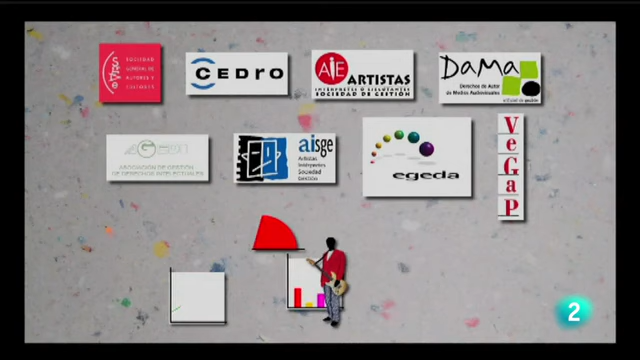 SGAE
SOCIEDAD
GENERAL DE
AUTORES Y
EDITORES
CEDRO
AIE
ARTISTAS
INTÉRPRETES O EJECUTANTES
SOCIEDAD DE GESTIÓN
DAMA
Derechos de Autor
de Medios Audiovisuales
AGEDI
ASOCIACIÓN DE GESTIÓN
DE DERECHOS INTELECTUALES
aisge
Artistas
Intérpretes
Sociedad
Gestión
egeda
VeGaP
2